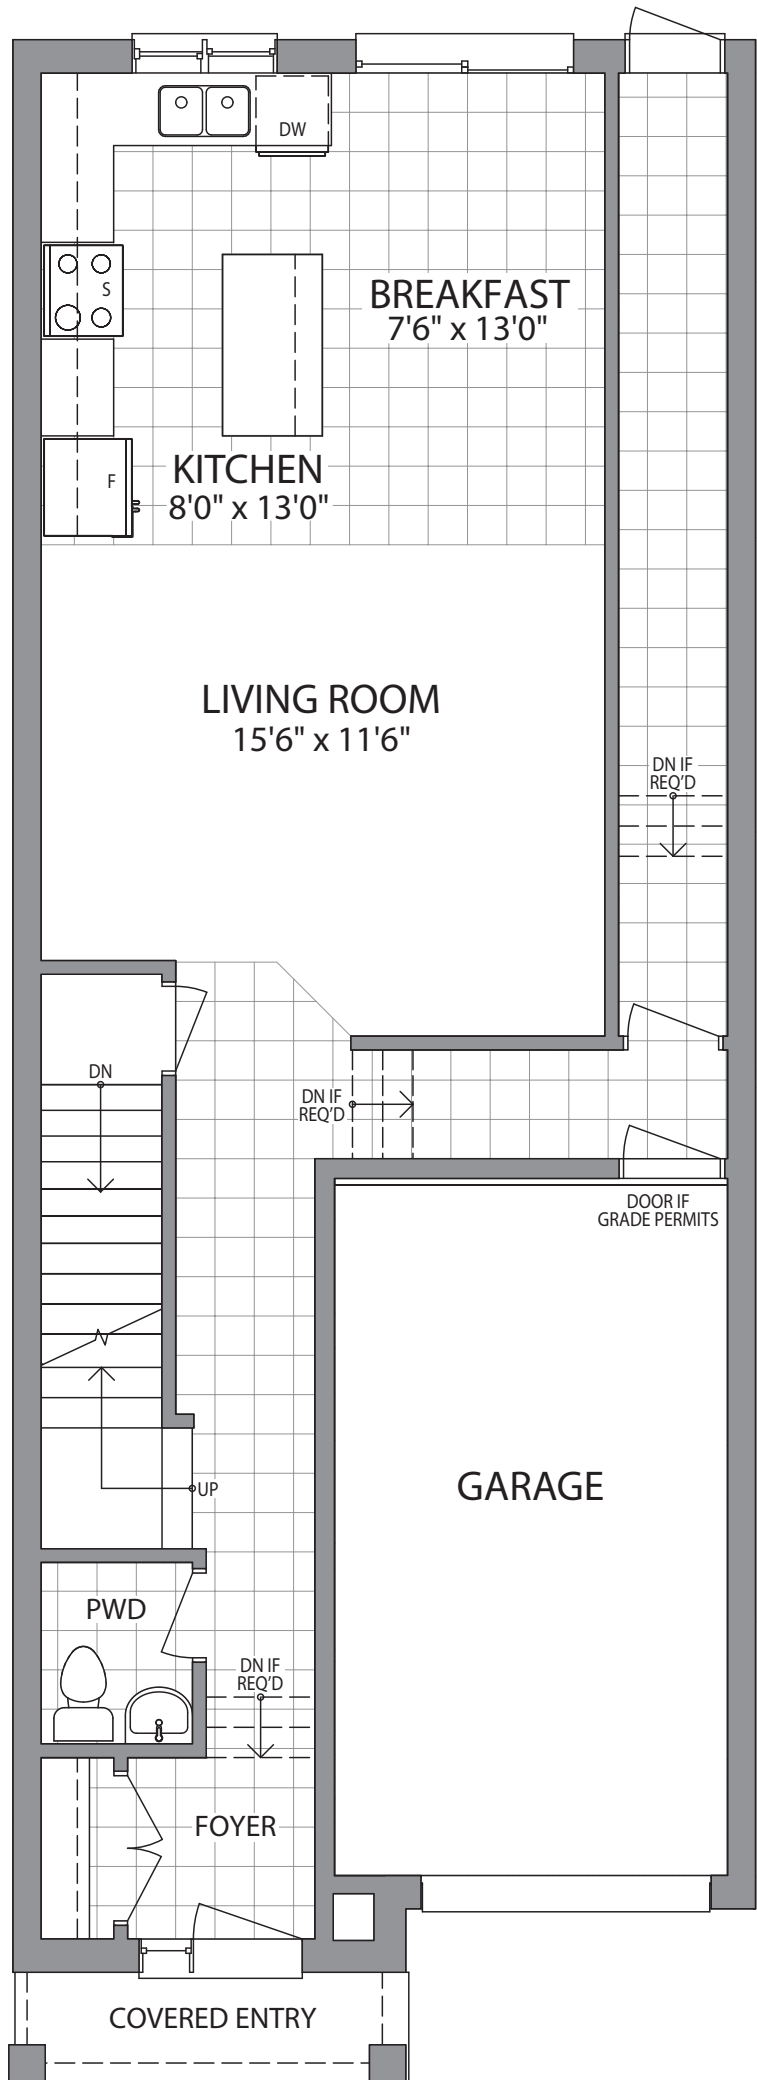 DW
S
BREAKFAST
7'6" x 13'0"
F
KITCHEN
8'0" x 13'0"
LIVING ROOM
15'6" x 11'6"
DN IF
REQ'D
DN
DN IF
REQ'D
DOOR IF
GRADE PERMITS
GARAGE
UP
PWD
DN IF
REQ'D
FOYER
COVERED ENTRY